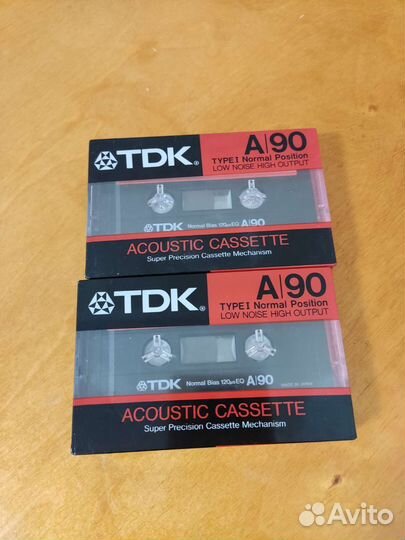 TDK®
A|90
TYPE I Normal Position
LOW NOISE HIGH OUTPUT
TDK Normal Bias 120μs EQ A|90
ACOUSTIC CASSETTE
Super Precision Cassette Mechanism
TDK®
A|90
TYPE I Normal Position
LOW NOISE HIGH OUTPUT
TDK Normal Bias 120μs EQ A|90 MADE IN JAPAN
ACOUSTIC CASSETTE
Super Precision Cassette Mechanism
Avito